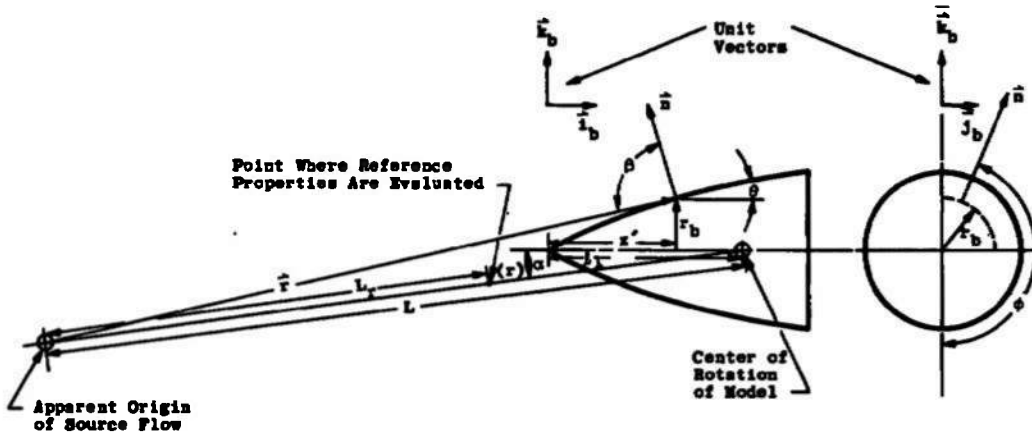 Unit
Vectors
k_b
k_b
i_b
n
n
j_b
Point Where Reference
Properties Are Evaluated
β
θ
r_b
r_b
z'
r
(r)
α
L_r
L
φ
Center of
Rotation
of Model
Apparent Origin
of Source Flow